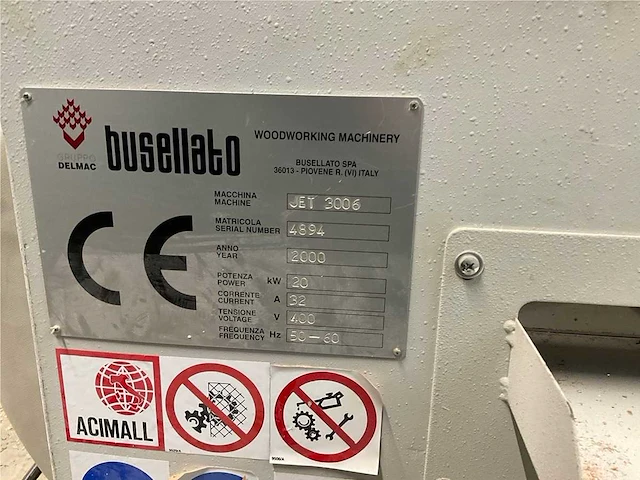 GRUPPO
DELMAC
busellato
WOODWORKING MACHINERY
BUSELLATO SPA
36013 - PIOVENE R. (VI) ITALY
MACCHINA
MACHINE
JET 3006
MATRICOLA
SERIAL NUMBER
4894
ANNO
YEAR
2000
POTENZA
POWER
kW
20
CORRENTE
CURRENT
A
32
TENSIONE
VOLTAGE
V
400
FREQUENZA
FREQUENCY
Hz
50-60
CE
ACIMALL